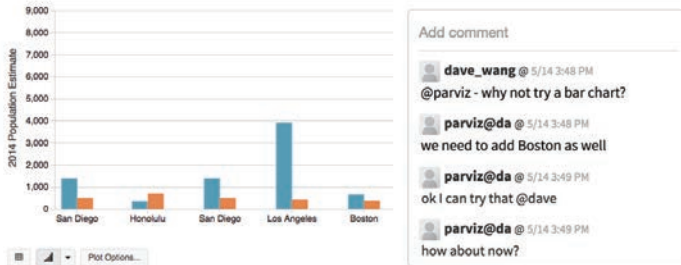 9,000
8,000
7,000
6,000
5,000
4,000
3,000
2,000
1,000
0
2014 Population Estimate
San Diego
Honolulu
San Diego
Los Angeles
Boston
Plot Options...
Add comment
dave_wang @ 5/14 3:48 PM
@parviz - why not try a bar chart?
parviz@da @ 5/14 3:48 PM
we need to add Boston as well
parviz@da @ 5/14 3:49 PM
ok I can try that @dave
parviz@da @ 5/14 3:49 PM
how about now?